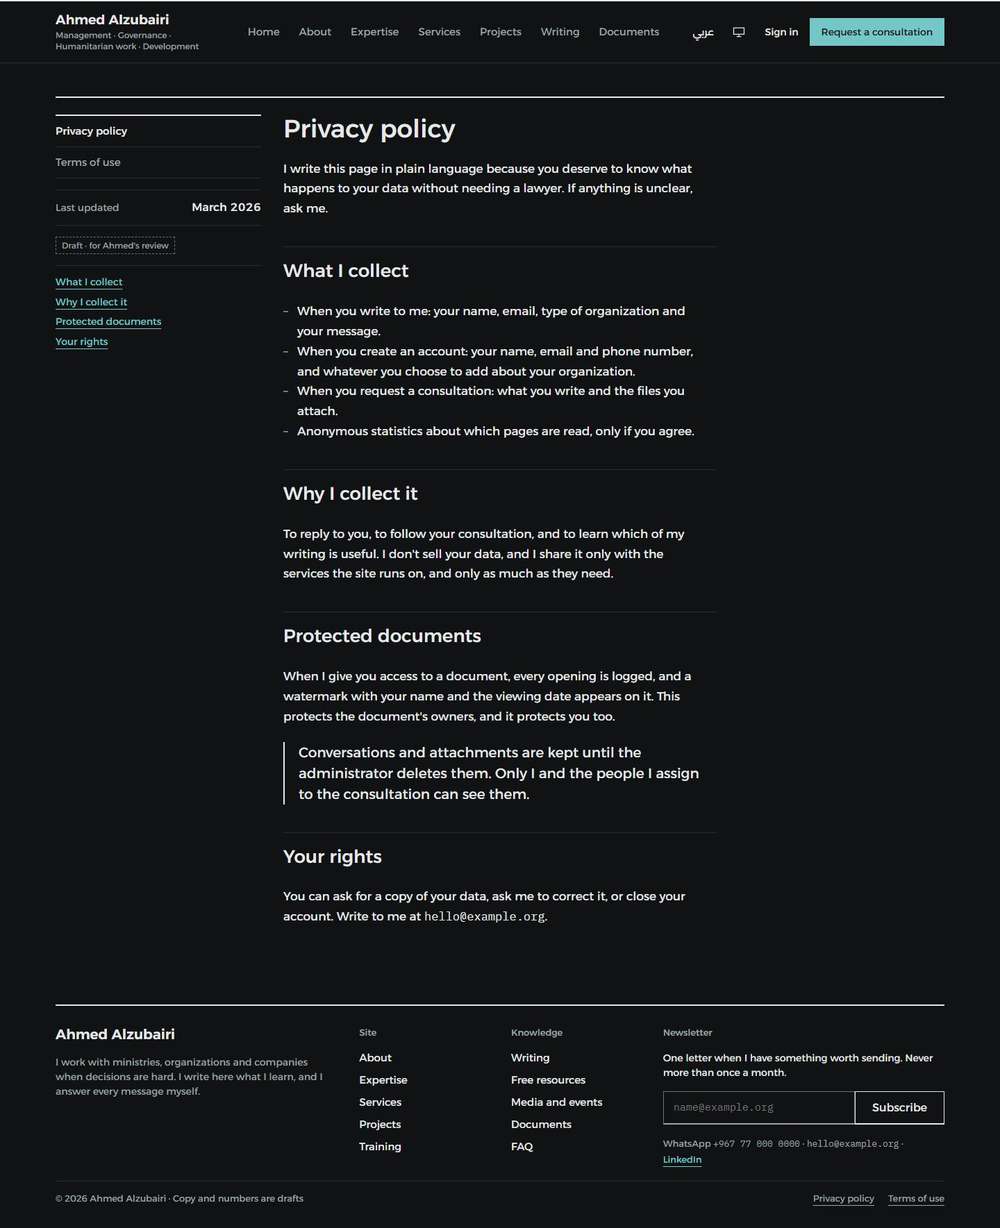 Ahmed Alzubairi
Management · Governance ·
Humanitarian work · Development
Home
About
Expertise
Services
Projects
Writing
Documents
عربي
Sign in
Request a consultation
Privacy policy
Terms of use
Last updated
March 2026
Draft · for Ahmed's review
What I collect
Why I collect it
Protected documents
Your rights
Privacy policy
I write this page in plain language because you deserve to know what
happens to your data without needing a lawyer. If anything is unclear,
ask me.
What I collect
– When you write to me: your name, email, type of organization and
your message.
– When you create an account: your name, email and phone number,
and whatever you choose to add about your organization.
– When you request a consultation: what you write and the files you
attach.
– Anonymous statistics about which pages are read, only if you agree.
Why I collect it
To reply to you, to follow your consultation, and to learn which of my
writing is useful. I don't sell your data, and I share it only with the
services the site runs on, and only as much as they need.
Protected documents
When I give you access to a document, every opening is logged, and a
watermark with your name and the viewing date appears on it. This
protects the document's owners, and it protects you too.
Conversations and attachments are kept until the
administrator deletes them. Only I and the people I assign
to the consultation can see them.
Your rights
You can ask for a copy of your data, ask me to correct it, or close your
account. Write to me at hello@example.org.
Ahmed Alzubairi
I work with ministries, organizations and companies
when decisions are hard. I write here what I learn, and I
answer every message myself.
Site
About
Expertise
Services
Projects
Training
Knowledge
Writing
Free resources
Media and events
Documents
FAQ
Newsletter
One letter when I have something worth sending. Never
more than once a month.
name@example.org
Subscribe
WhatsApp +967 77 000 0000 · hello@example.org ·
LinkedIn
© 2026 Ahmed Alzubairi · Copy and numbers are drafts
Privacy policy
Terms of use